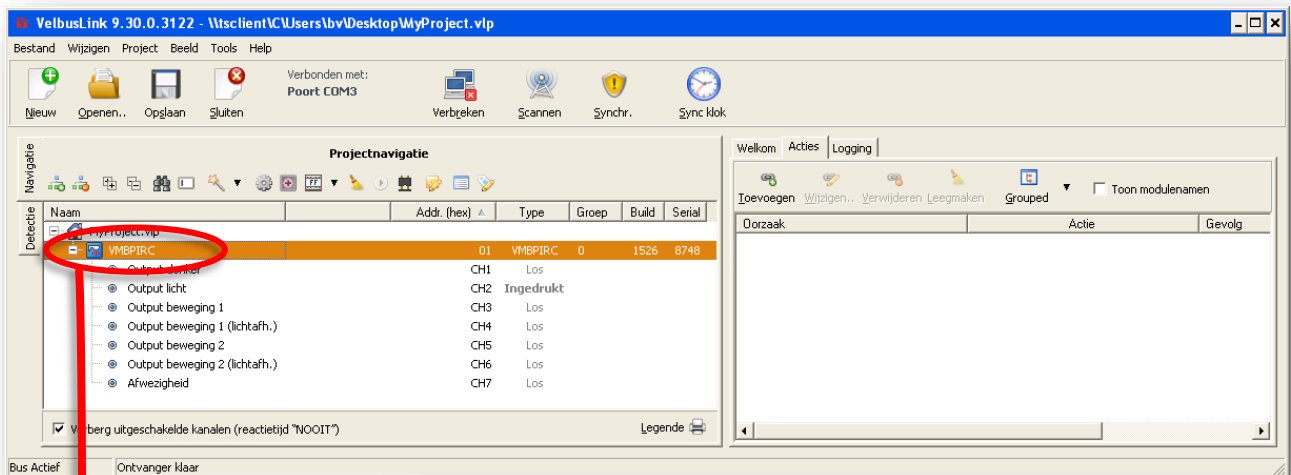 VelbusLink 9.30.0.3122 - \\tsclient\C\Users\bv\Desktop\MyProject.vlp
Bestand Wijzigen Project Beeld Tools Help
Nieuw Openen.. Opslaan Sluiten
Verbonden met:
Poort COM3
Verbreken Scannen Synchr. Sync klok
Navigatie
Detectie
Projectnavigatie
Naam Addr. (hex) Type Groep Build Serial
MyProject.vlp
VMBPIRC 01 VMBPIRC 0 1526 8748
Output donker CH1 Los
Output licht CH2 Ingedrukt
Output beweging 1 CH3 Los
Output beweging 1 (lichtafh.) CH4 Los
Output beweging 2 CH5 Los
Output beweging 2 (lichtafh.) CH6 Los
Afwezigheid CH7 Los
Verberg uitgeschakelde kanalen (reactietijd "NOOIT") Legende
Welkom Acties Logging
Toevoegen Wijzigen.. Verwijderen Leegmaken Grouped Toon modulenamen
Oorzaak Actie Gevolg
Bus Actief Ontvanger klaar